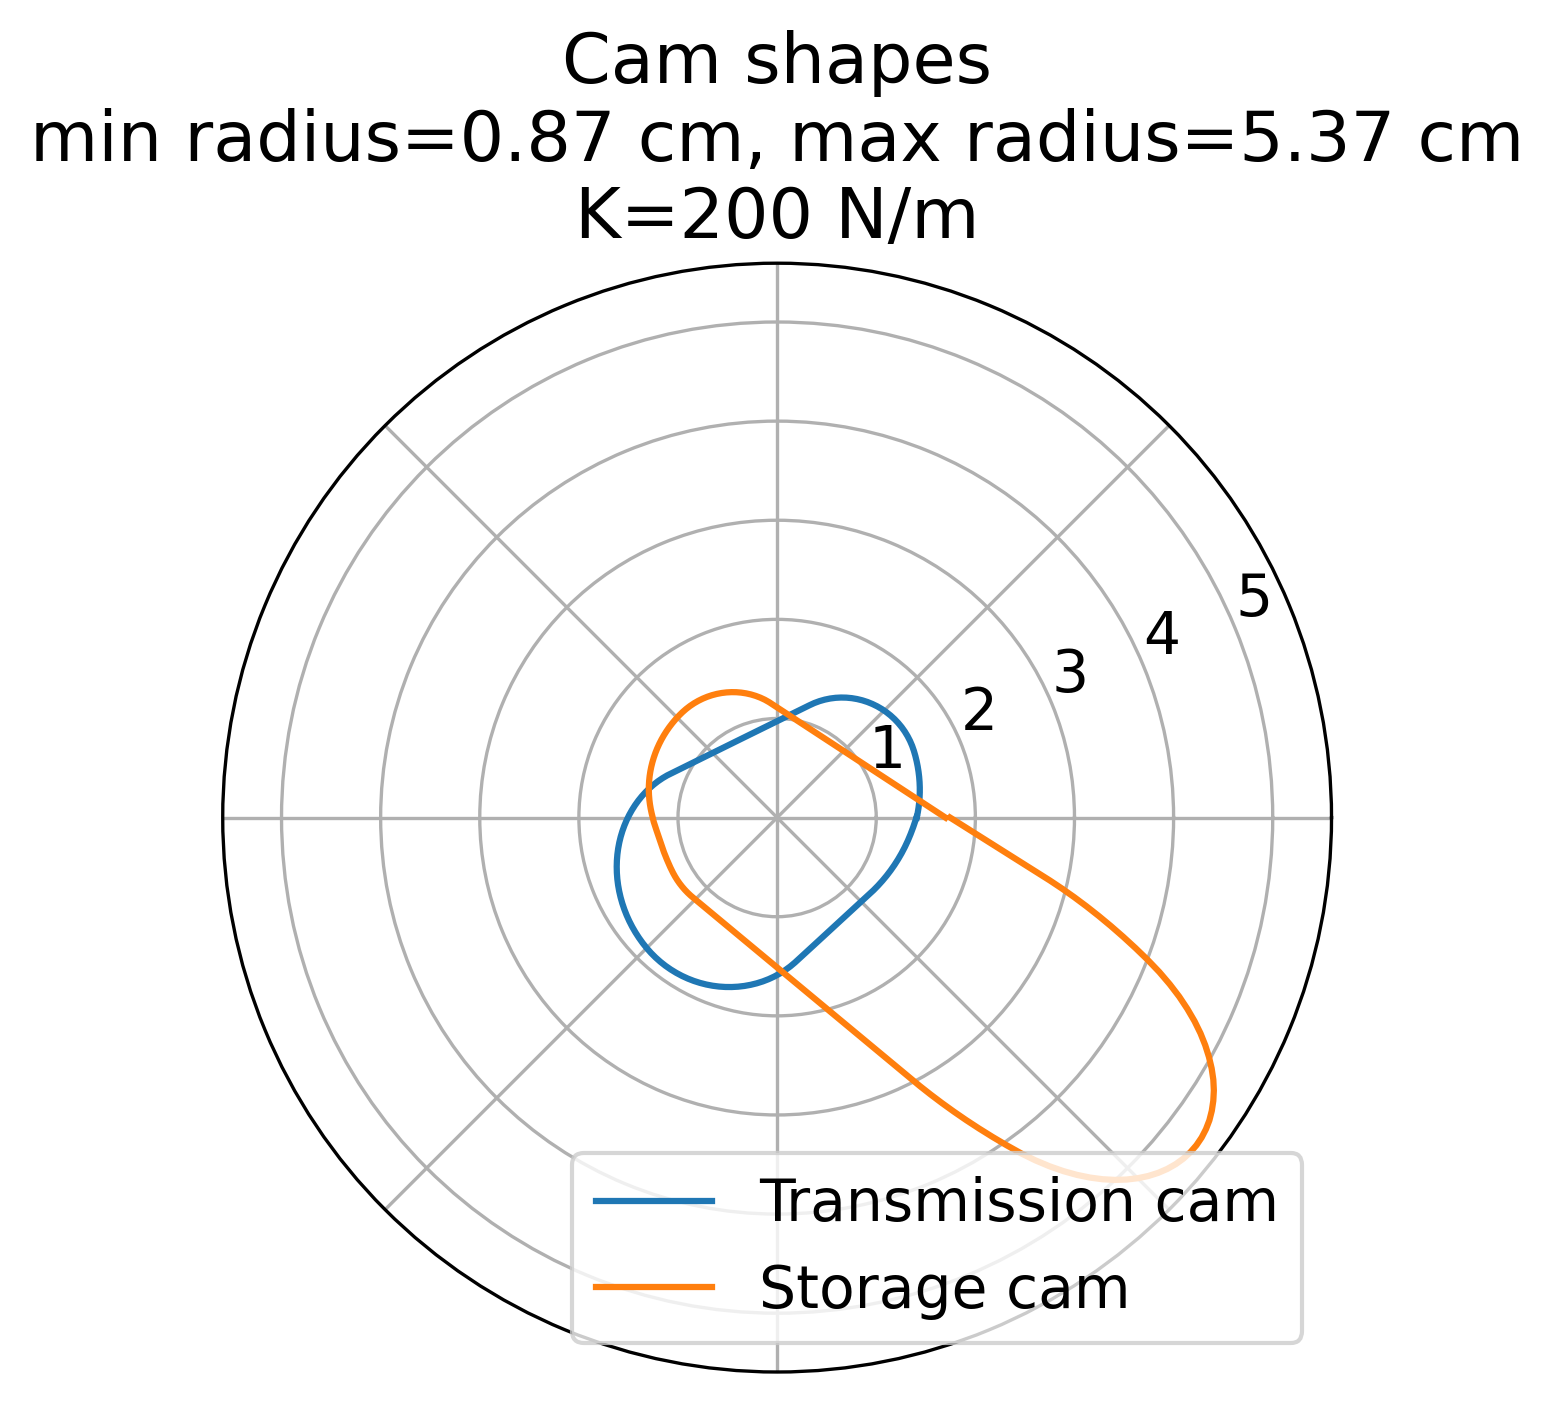 Cam shapes
min radius=0.87 cm, max radius=5.37 cm
K=200 N/m
5
4
3
2
1
Transmission cam
Storage cam